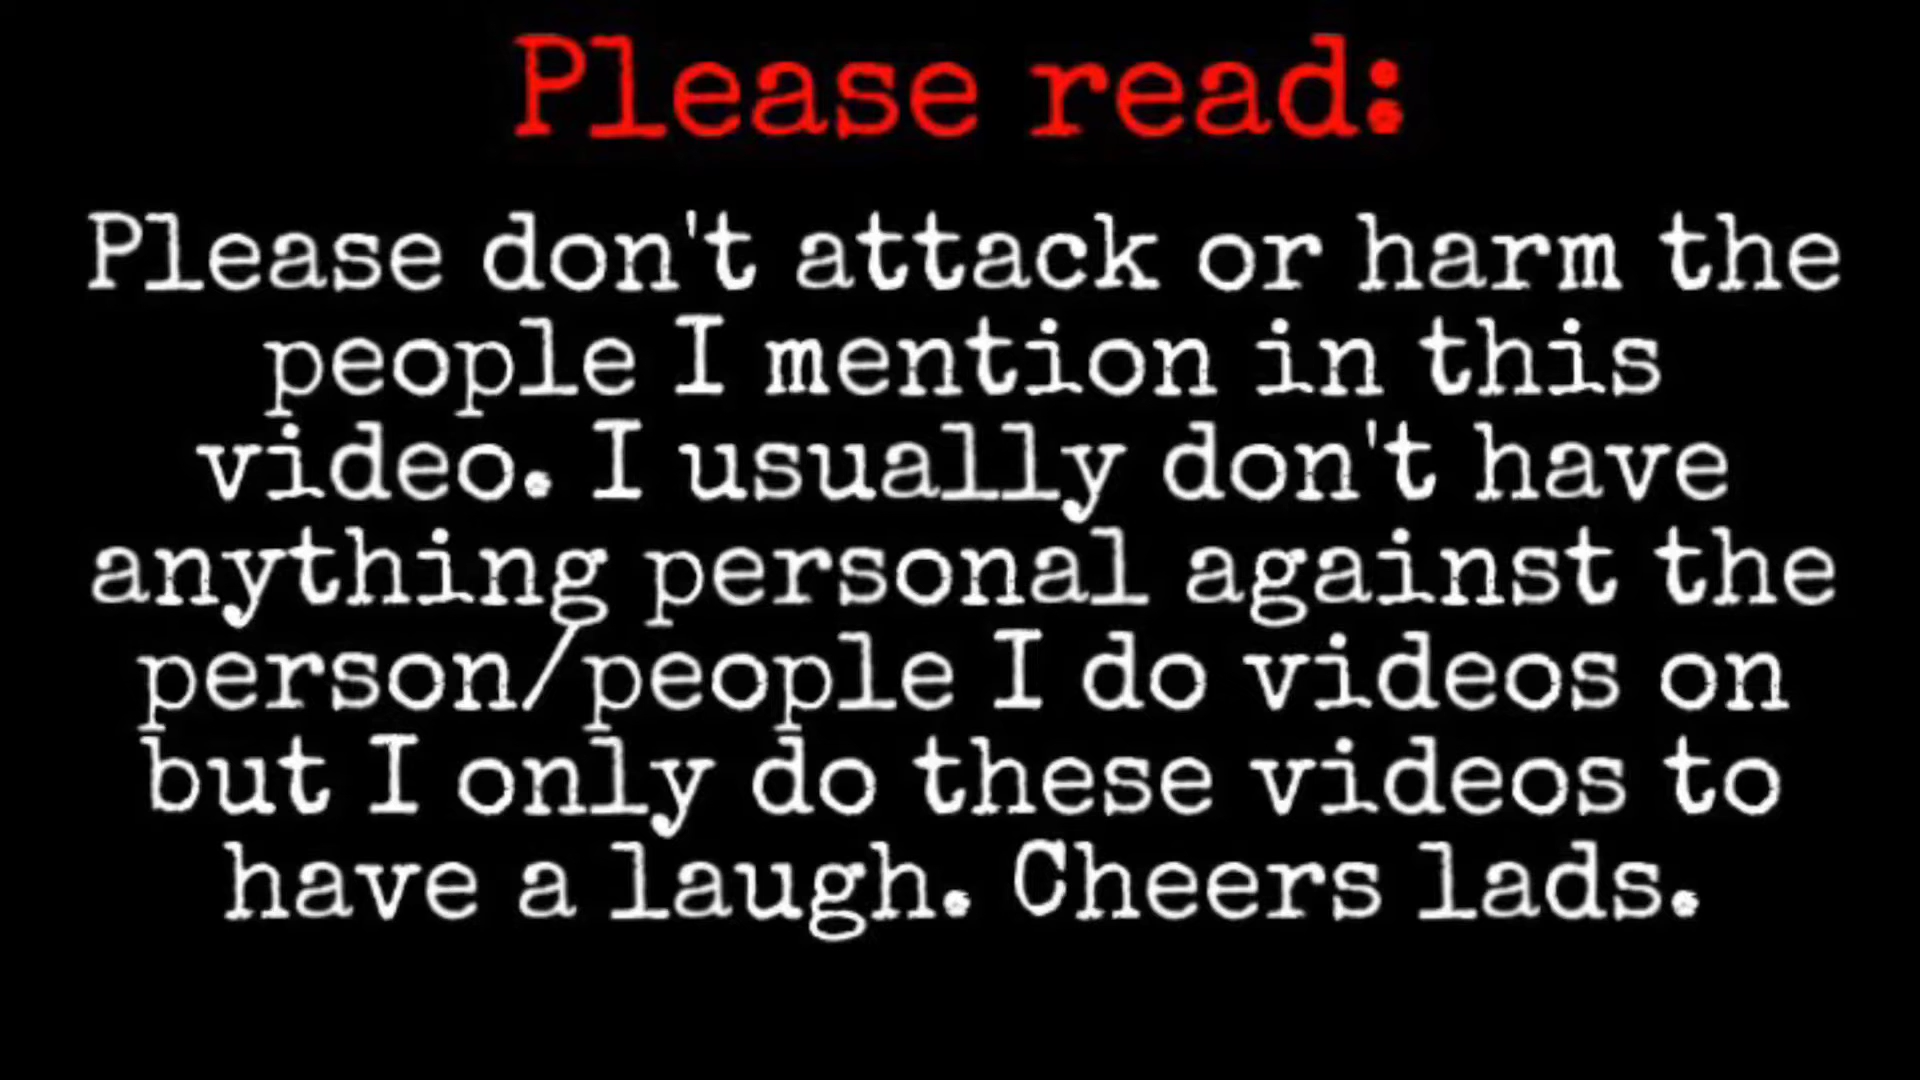 Please read:
Please don't attack or harm the
people I mention in this
video. I usually don't have
anything personal against the
person/people I do videos on
but I only do these videos to
have a laugh. Cheers lads.